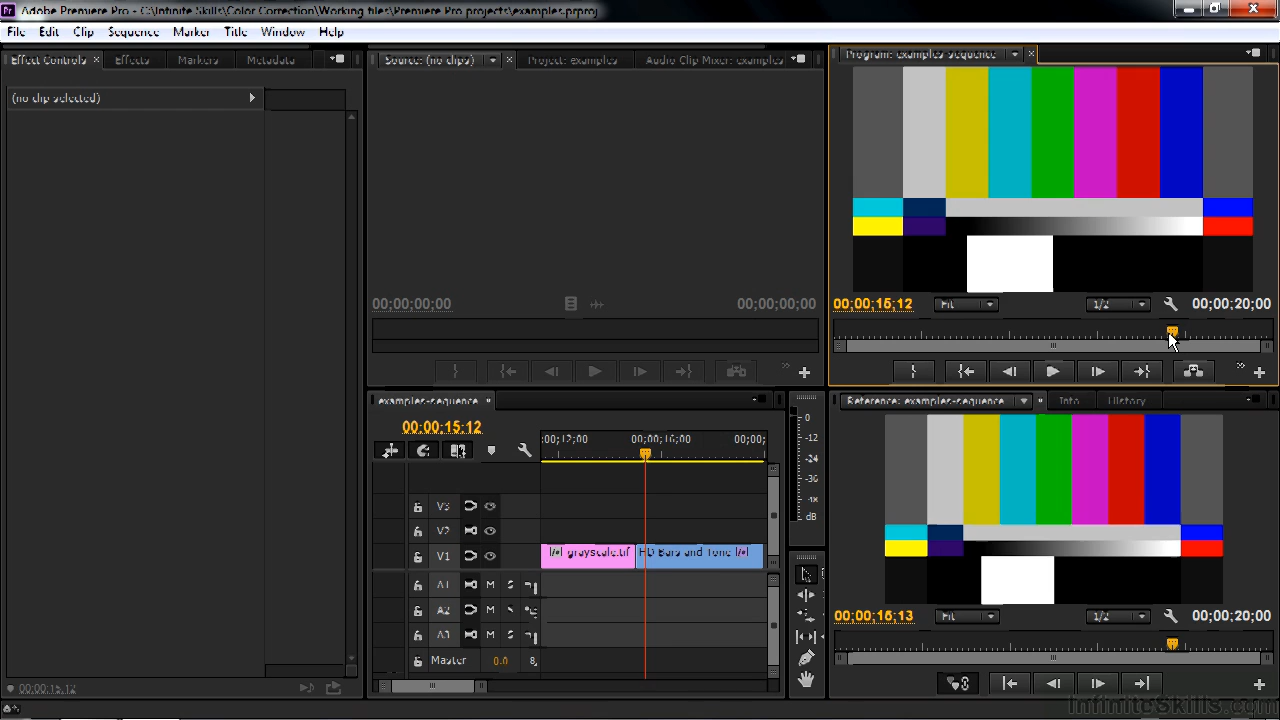 Pr Adobe Premiere Pro - C:\Infinite Skills\Color Correction\Working files\Premiere Pro projects\examples.prproj
File Edit Clip Sequence Marker Title Window Help
Effect Controls × Effects Markers Metadata
Source: (no clips) × Project: examples Audio Clip Mixer: examples
Program: examples-sequence ×
(no clip selected)
00;00;00;00 00;00;00;00
00;00;15;12 Fit 1/2 00;00;20;00
examples-sequence
00;00;15;12
;00;12;00 00;00;16;00 00;00;
V3
V2
V1 grayscale.tif HD Bars and Tone
A1 M S
A2 M S
A3 M S
Master 0.0
0
-12
-24
-36
dB
Reference: examples-sequence Info History
00;00;15;13 Fit 1/2 00;00;20;00
00;00;15;12
InfiniteSkills.com